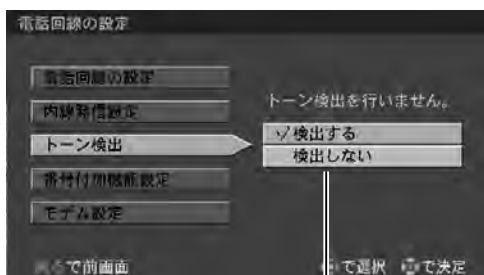 電話回線の設定
電話回線の設定
内線発信設定
トーン検出
番号付加機能設定
モデム設定
トーン検出を行いません。
✓検出する
検出しない
戻るで前画面
で選択 で決定